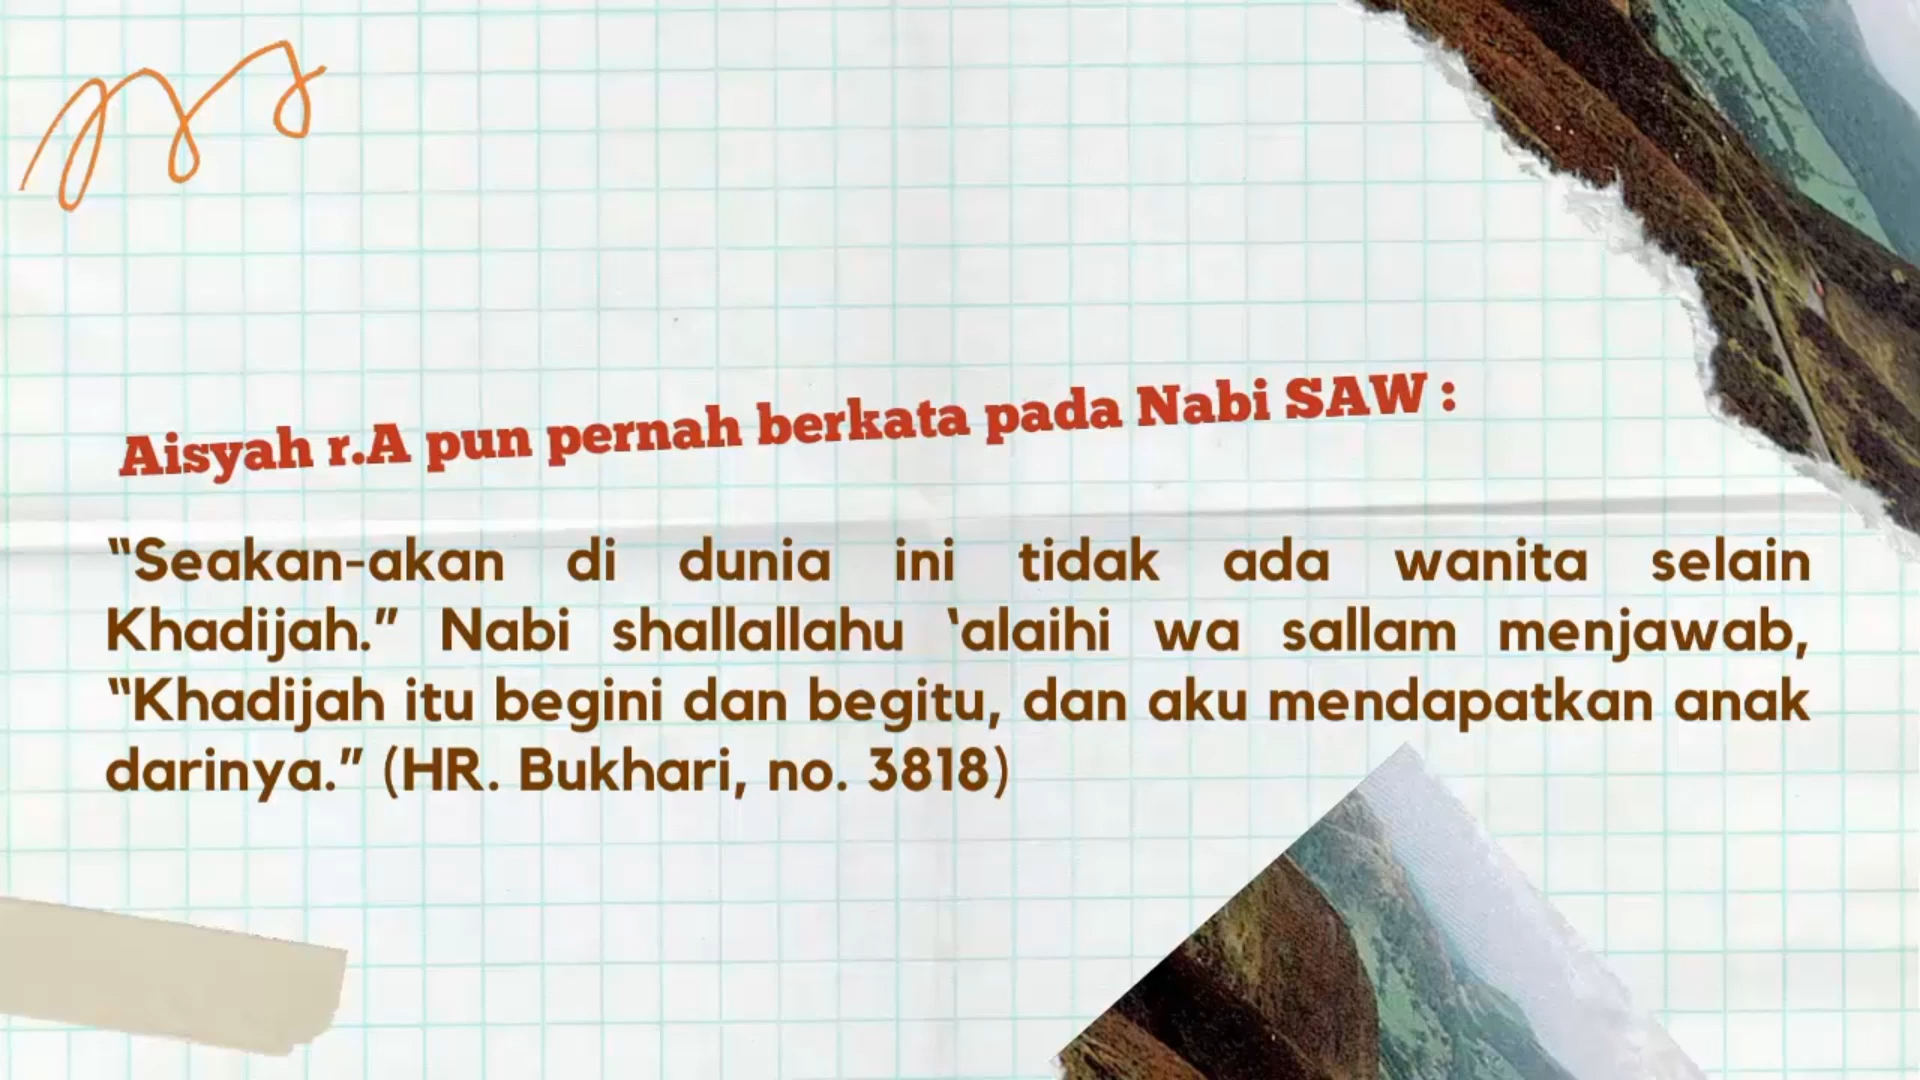 Aisyah r.A pun pernah berkata pada Nabi SAW :
“Seakan-akan di dunia ini tidak ada wanita selain
Khadijah.” Nabi shallallahu ‘alaihi wa sallam menjawab,
“Khadijah itu begini dan begitu, dan aku mendapatkan anak
darinya.” (HR. Bukhari, no. 3818)